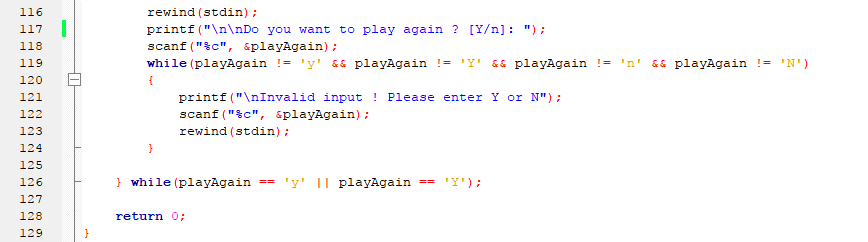 116 rewind(stdin);
117 printf("\n\nDo you want to play again ? [Y/n]: ");
118 scanf("%c", &playAgain);
119 while(playAgain != 'y' && playAgain != 'Y' && playAgain != 'n' && playAgain != 'N')
120 {
121 printf("\nInvalid input ! Please enter Y or N");
122 scanf("%c", &playAgain);
123 rewind(stdin);
124 }
125
126 } while(playAgain == 'y' || playAgain == 'Y');
127
128 return 0;
129 }